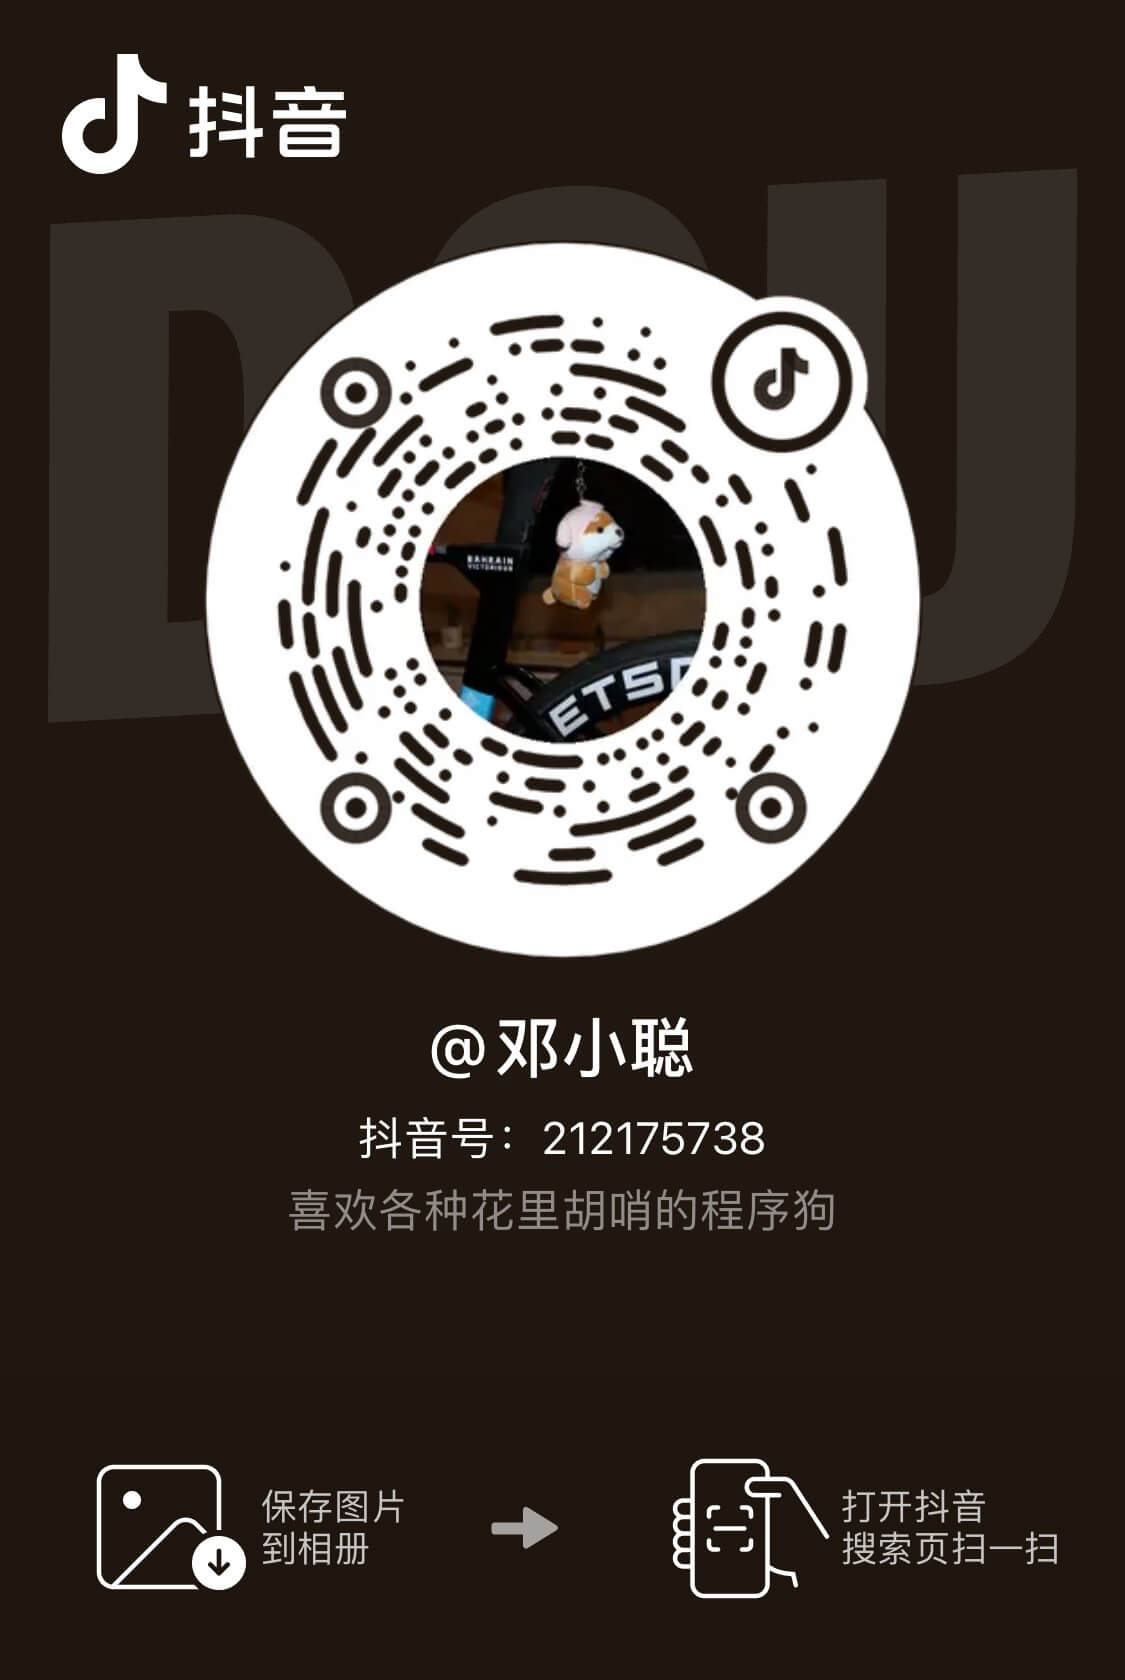 抖音
DOU
BAHRAIN
VICTORIOUS
ETSO
@邓小聪
抖音号：212175738
喜欢各种花里胡哨的程序狗
保存图片
到相册
打开抖音
搜索页扫一扫